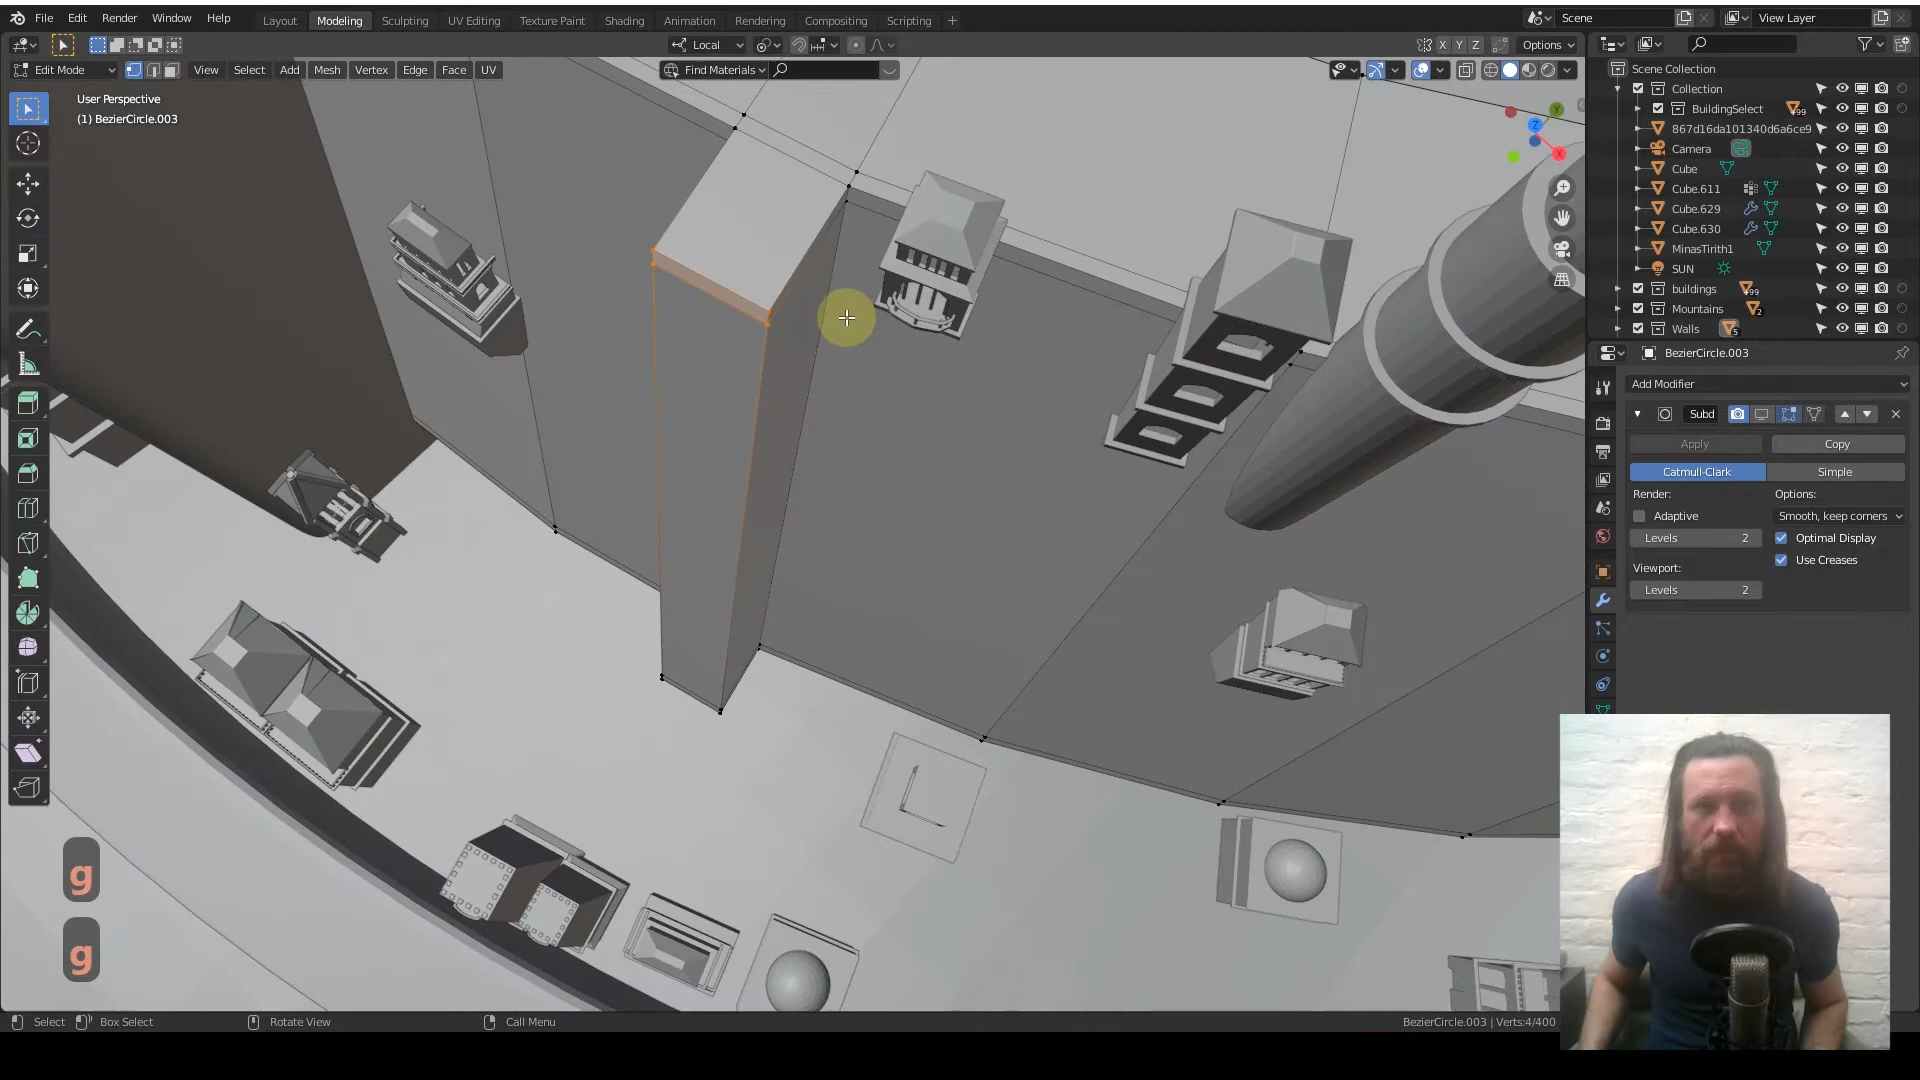 File Edit Render Window Help Layout Modeling Sculpting UV Editing Texture Paint Shading Animation Rendering Compositing Scripting + Scene View Layer
Local X Y Z Options
Edit Mode View Select Add Mesh Vertex Edge Face UV Find Materials
User Perspective
(1) BezierCircle.003
Y
Z
X
Scene Collection
Collection
BuildingSelect +99
867d16da101340d6a6ce9
Camera
Cube
Cube.611
Cube.629
Cube.630
MinasTirith1
SUN
buildings +99
Mountains 2
Walls 5
BezierCircle.003
Add Modifier
Subd
Apply Copy
Catmull-Clark Simple
Render: Options:
Adaptive Smooth, keep corners
Levels 2 Optimal Display
Viewport: Use Creases
Levels 2
g
g
Select Box Select Rotate View Call Menu BezierCircle.003 | Verts:4/400